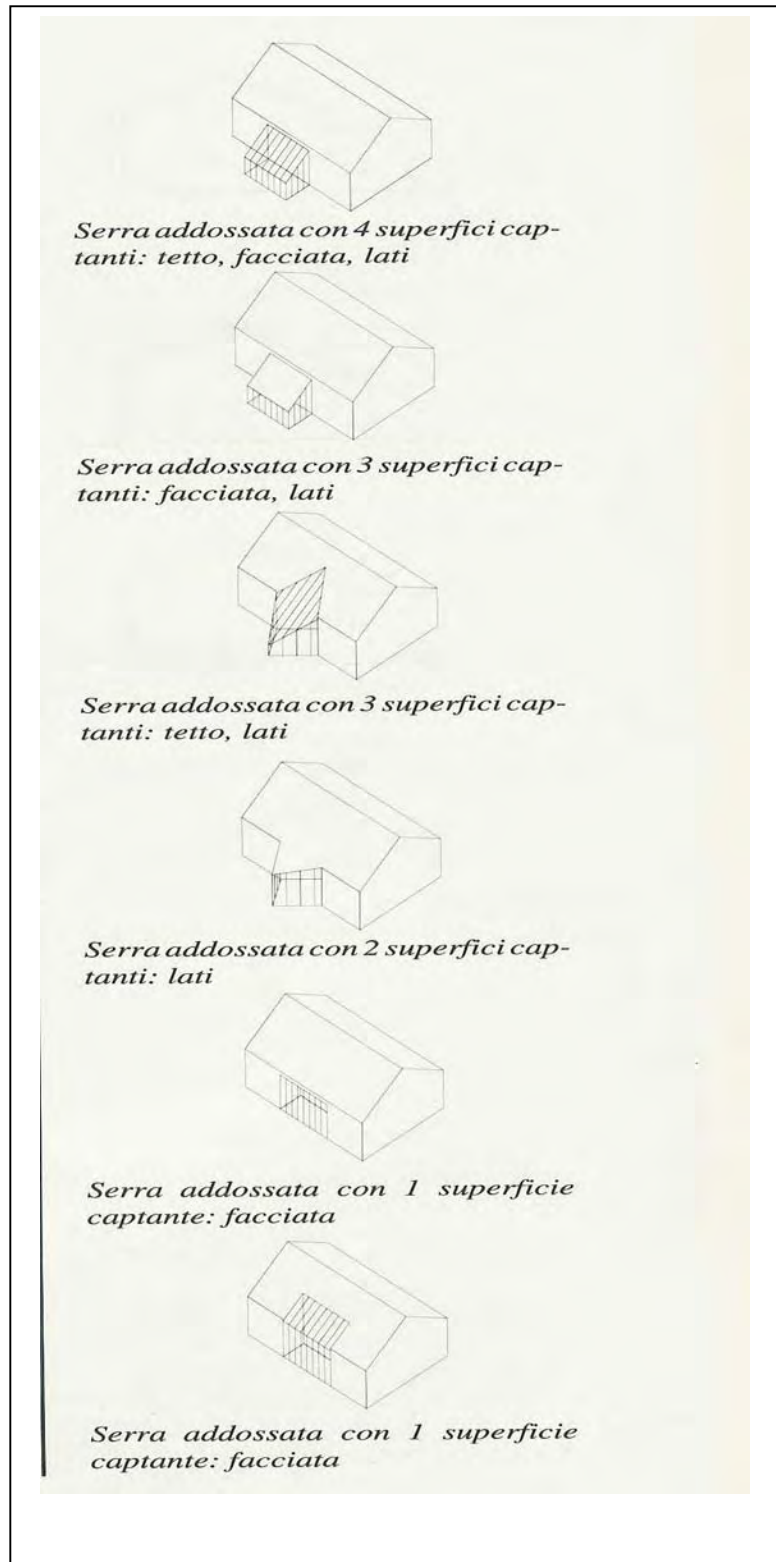 Serra addossata con 4 superfici cap-
tanti: tetto, facciata, lati
Serra addossata con 3 superfici cap-
tanti: facciata, lati
Serra addossata con 3 superfici cap-
tanti: tetto, lati
Serra addossata con 2 superfici cap-
tanti: lati
Serra addossata con 1 superficie
captante: facciata
Serra addossata con 1 superficie
captante: facciata